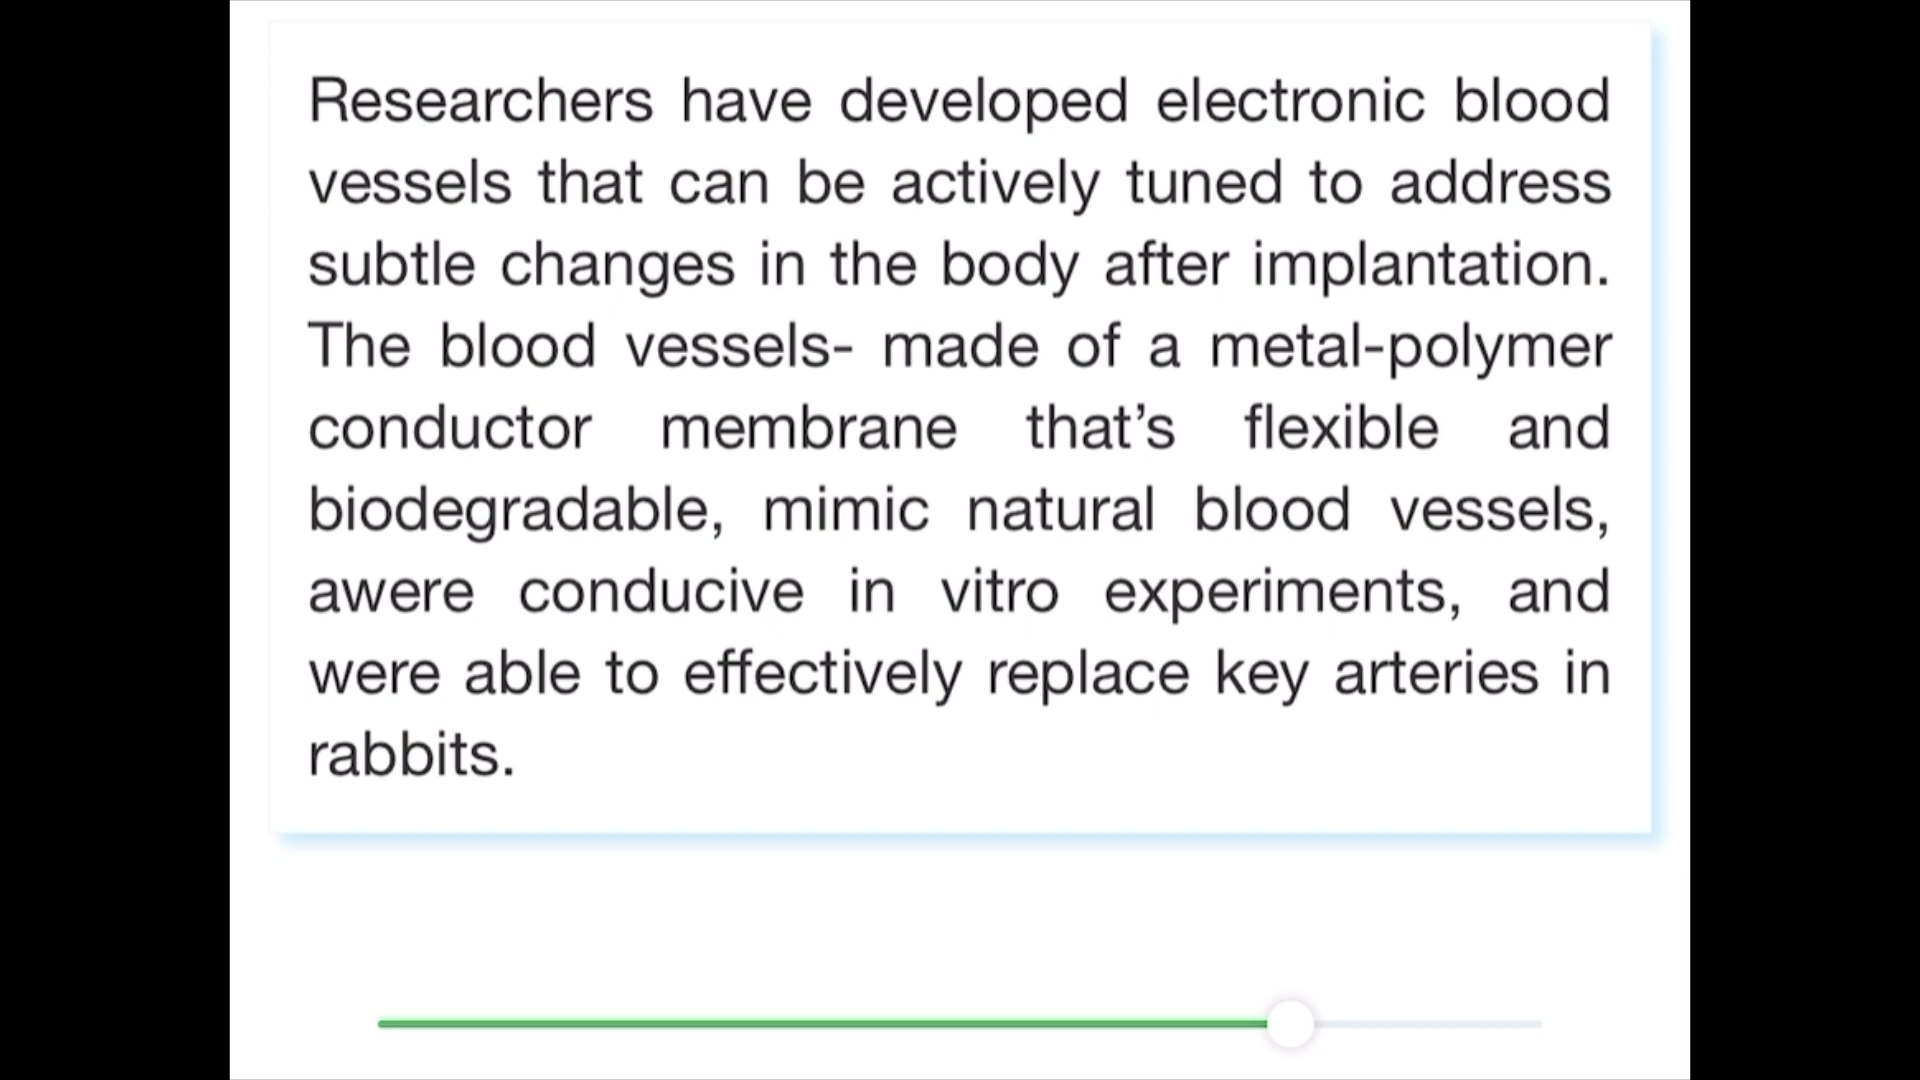 Researchers have developed electronic blood
vessels that can be actively tuned to address
subtle changes in the body after implantation.
The blood vessels- made of a metal-polymer
conductor membrane that’s flexible and
biodegradable, mimic natural blood vessels,
awere conducive in vitro experiments, and
were able to effectively replace key arteries in
rabbits.